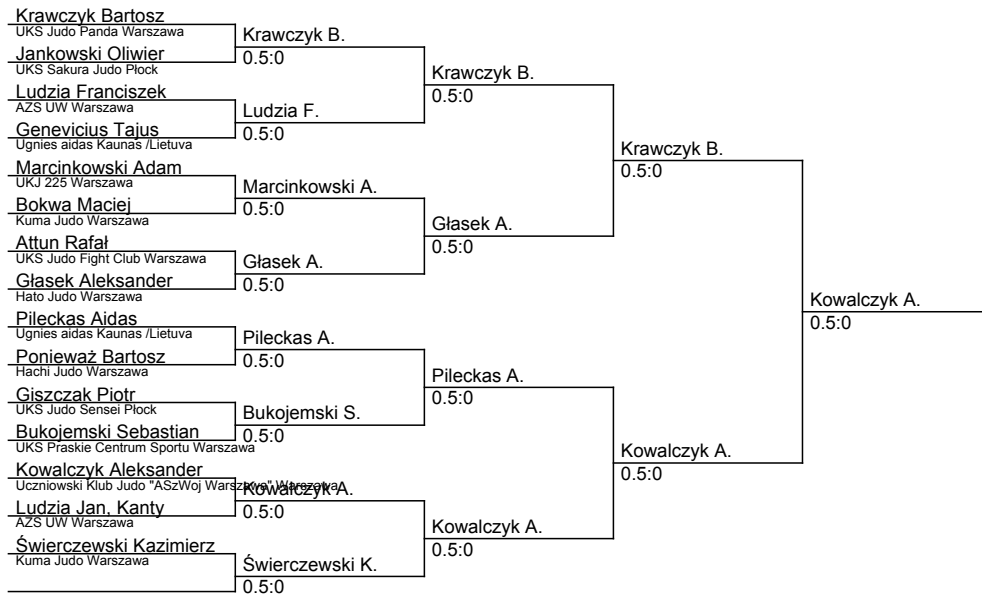 Krawczyk Bartosz
UKS Judo Panda Warszawa
Krawczyk B.
0.5:0
Jankowski Oliwier
UKS Sakura Judo Płock
Krawczyk B.
0.5:0
Ludzia Franciszek
AZS UW Warszawa
Ludzia F.
0.5:0
Genevicius Tajus
Ugnies aidas Kaunas /Lietuva
Krawczyk B.
0.5:0
Marcinkowski Adam
UKJ 225 Warszawa
Marcinkowski A.
0.5:0
Bokwa Maciej
Kuma Judo Warszawa
Głasek A.
0.5:0
Attun Rafał
UKS Judo Fight Club Warszawa
Głasek A.
0.5:0
Głasek Aleksander
Hato Judo Warszawa
Kowalczyk A.
0.5:0
Pileckas Aidas
Ugnies aidas Kaunas /Lietuva
Pileckas A.
0.5:0
Ponieważ Bartosz
Hachi Judo Warszawa
Pileckas A.
0.5:0
Giszczak Piotr
UKS Judo Sensei Płock
Bukojemski S.
0.5:0
Bukojemski Sebastian
UKS Praskie Centrum Sportu Warszawa
Kowalczyk A.
0.5:0
Kowalczyk Aleksander
Uczniowski Klub Judo "ASzWoj Warszawa" Warszawa
Kowalczyk A.
0.5:0
Ludzia Jan, Kanty
AZS UW Warszawa
Kowalczyk A.
0.5:0
Świerczewski Kazimierz
Kuma Judo Warszawa
Świerczewski K.
0.5:0